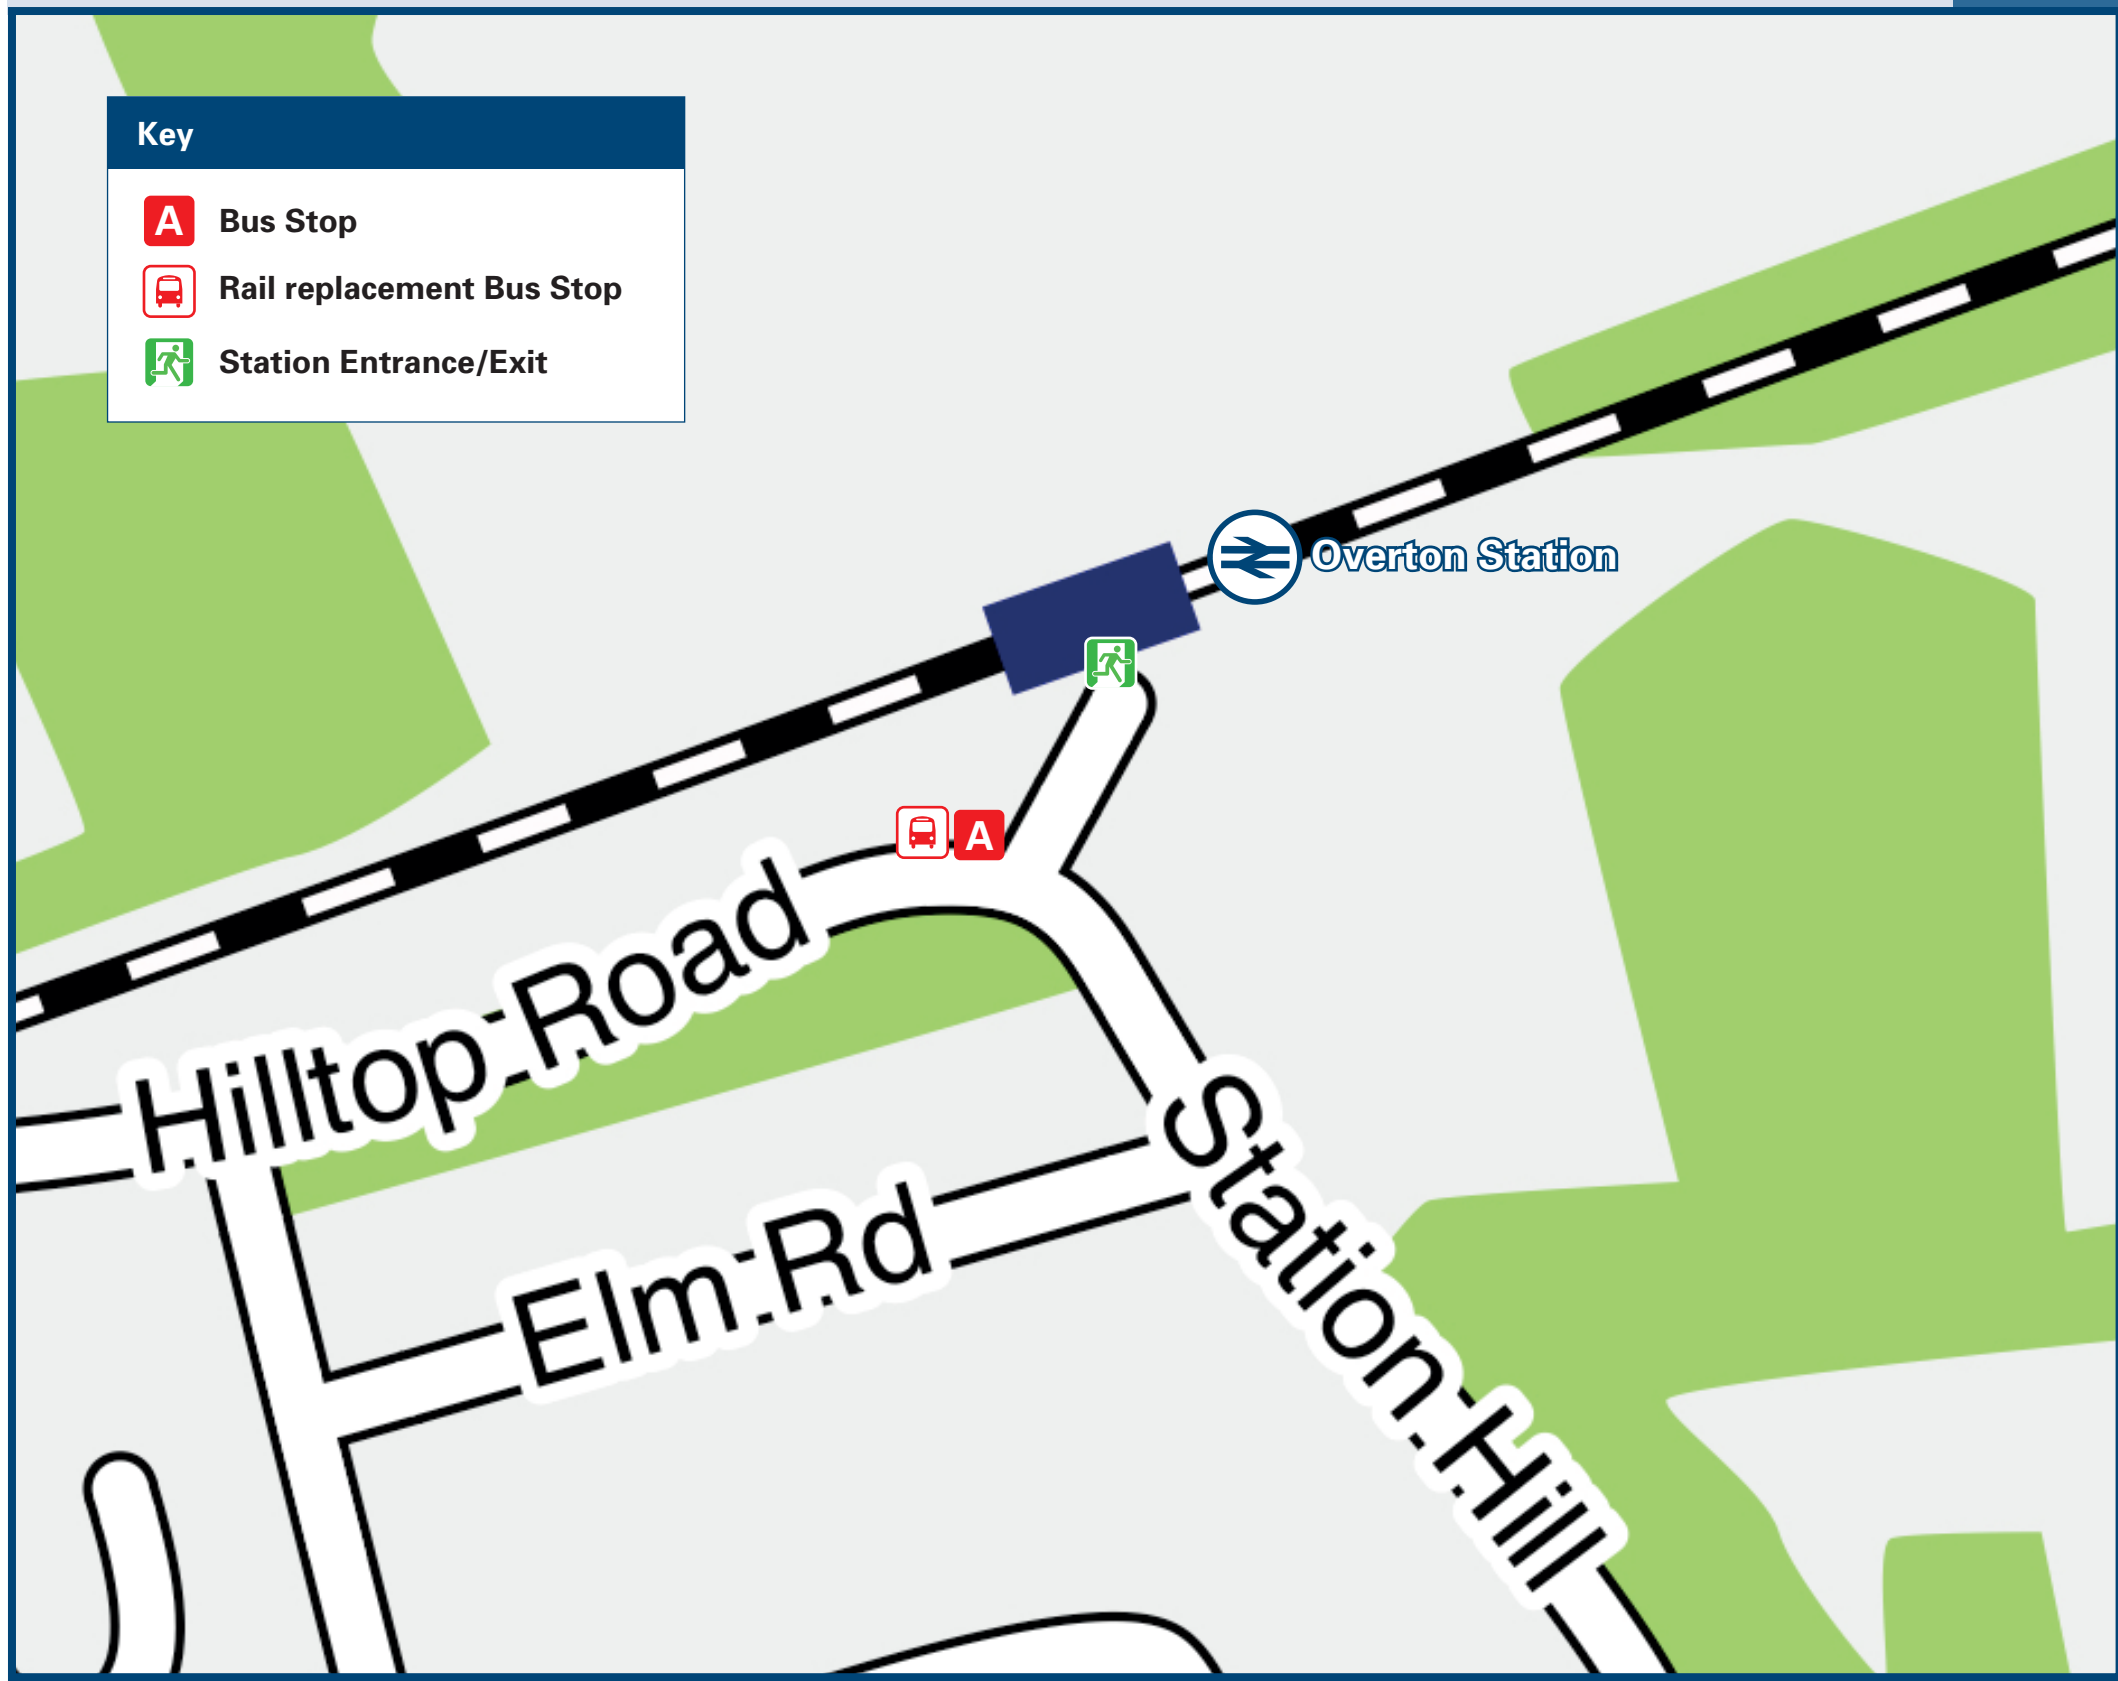 Key
A Bus Stop
Rail replacement Bus Stop
Station Entrance/Exit
Overton Station
A
Hilltop Road
Elm Rd
Station Hill